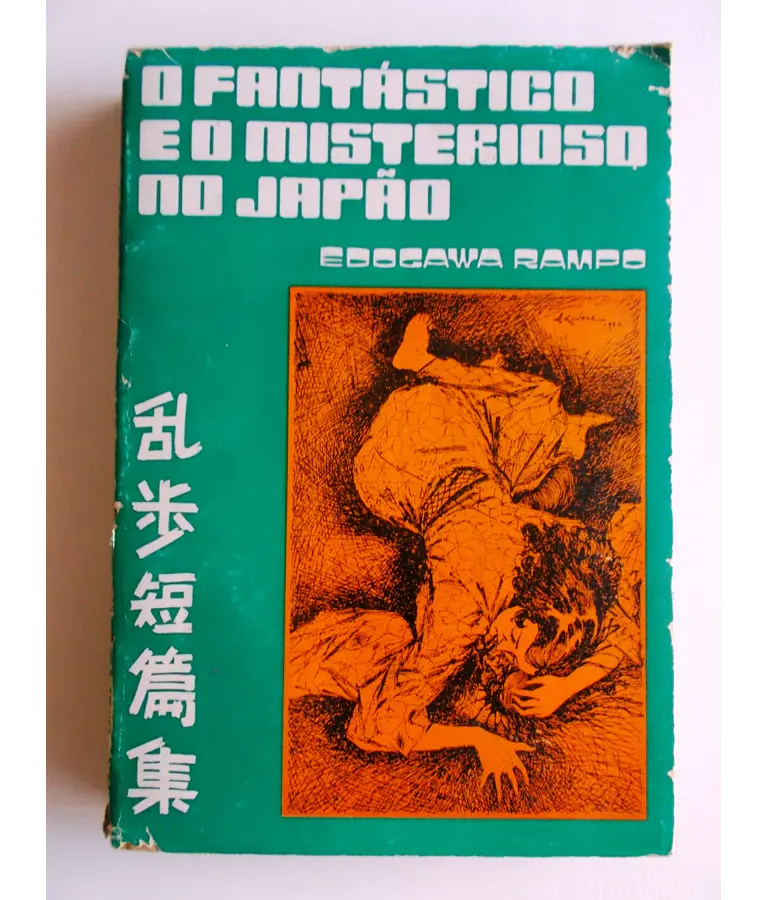 O FANTÁSTICO
E O MISTERIOSO
NO JAPÃO
EDOGAWA RAMPO
乱歩短篇集